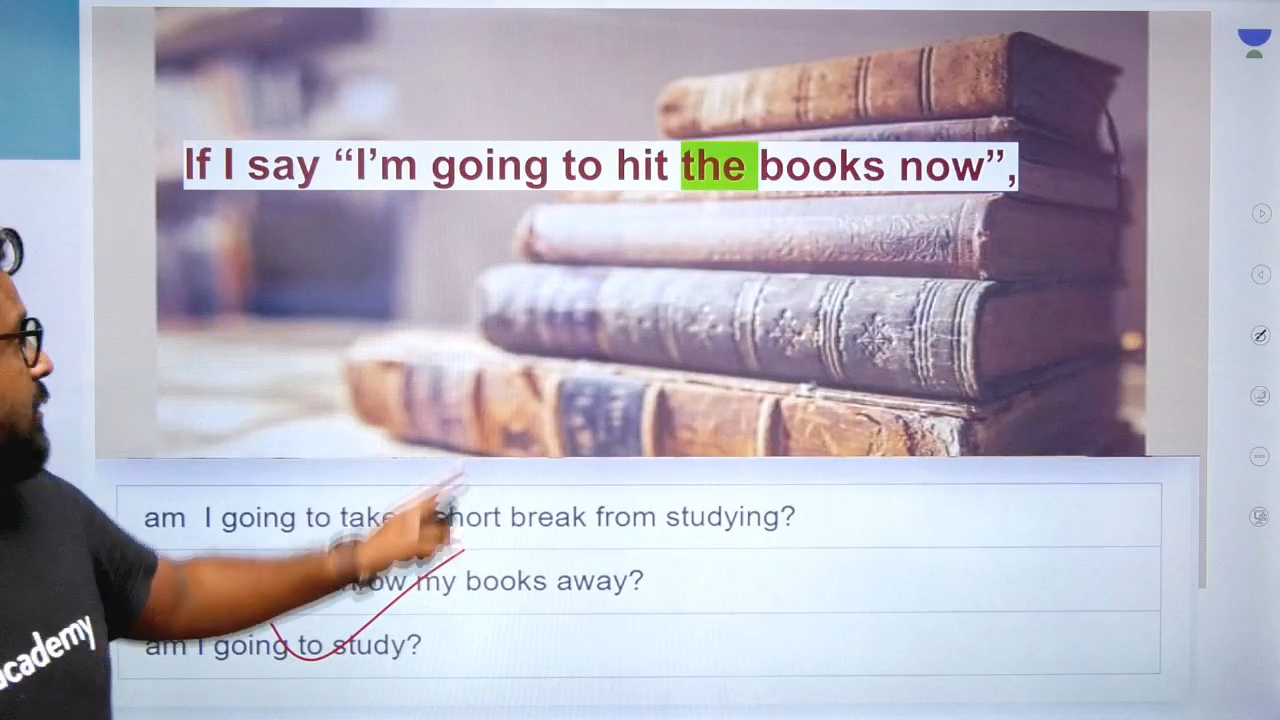 If I say “I’m going to hit the books now”,
am I going to take short break from studying?
my books away?
am I going to study?
academy